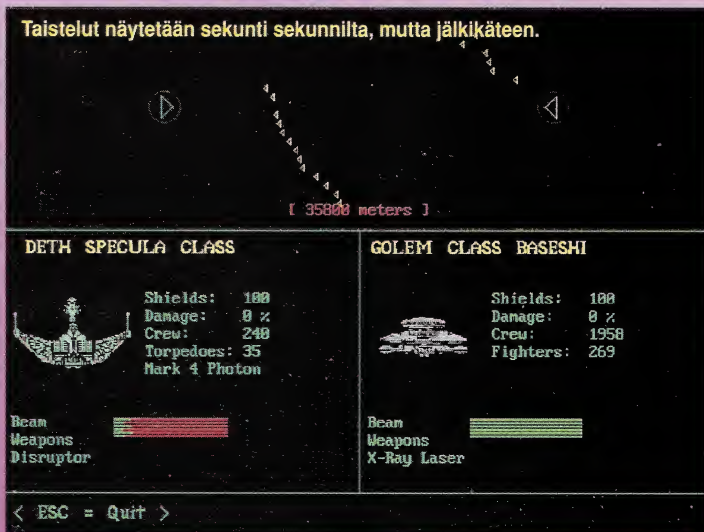 Taistelut näytetään sekunti sekunnilta, mutta jälkikäteen.
[ 35800 meters ]
DETH SPECULA CLASS
Shields: 100
Damage: 0 %
Crew: 240
Torpedoes: 35
Mark 4 Photon
Beam
Weapons
Disruptor
GOLEM CLASS BASESHI
Shields: 100
Damage: 0 %
Crew: 1958
Fighters: 269
Beam
Weapons
X-Ray Laser
< ESC = Quit >